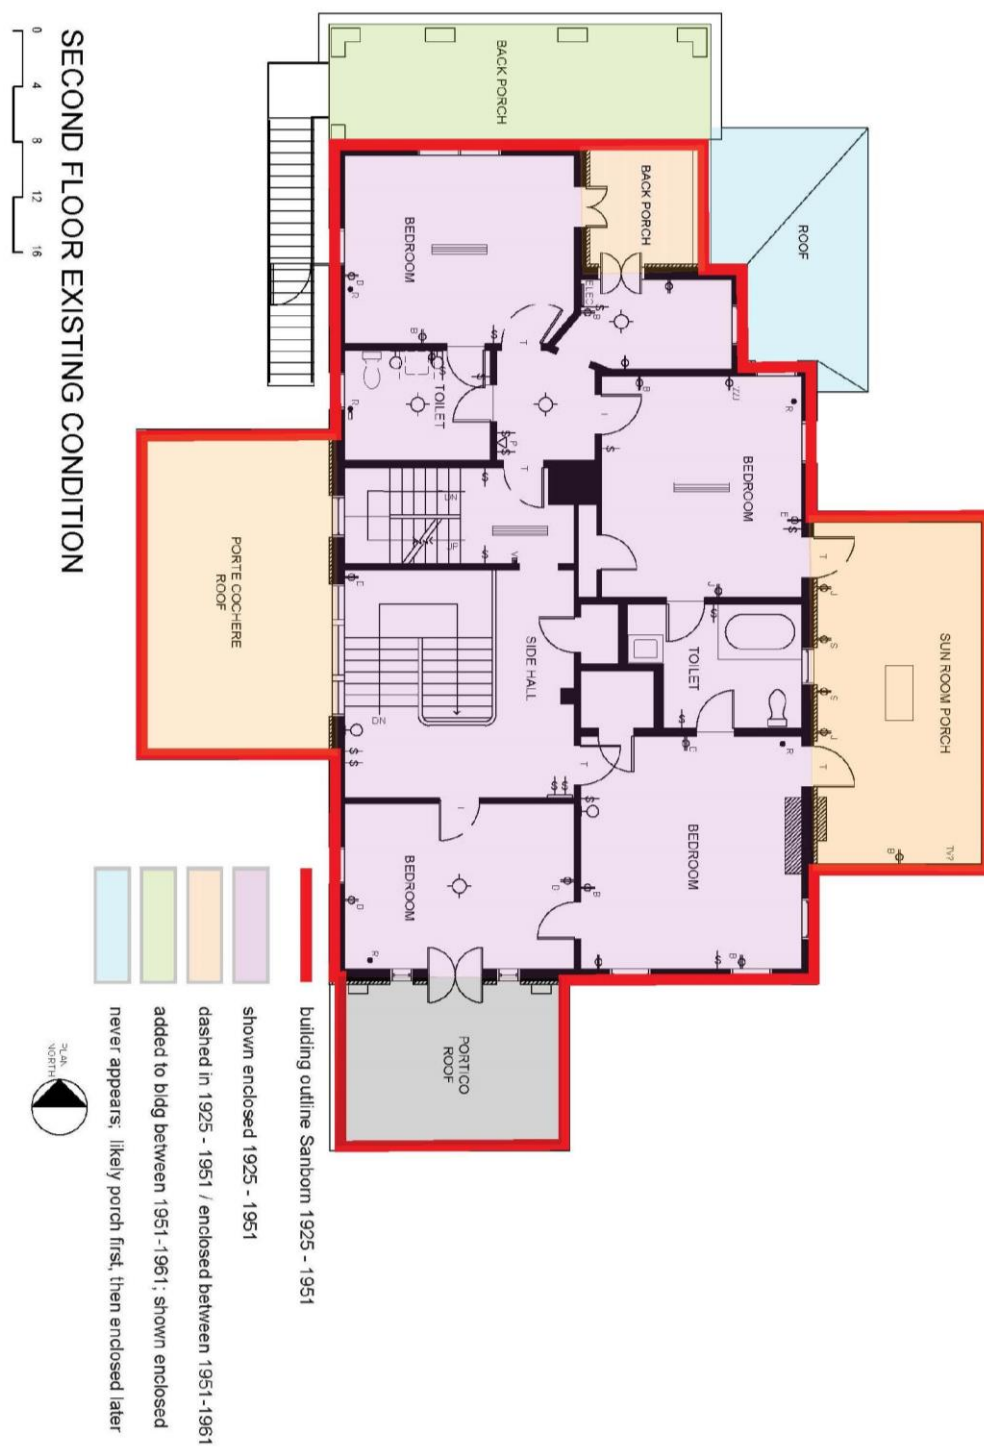 SECOND FLOOR EXISTING CONDITION
0 4 8 12 16
BACK PORCH
BACK PORCH
ROOF
BEDROOM
ELEC
TOILET
BEDROOM
DN
UP
PORTE COCHERE
ROOF
SIDE HALL
DN
TOILET
SUN ROOM PORCH
TV?
BEDROOM
BEDROOM
PORTICO
ROOF
building outline Sanborn 1925 - 1951
shown enclosed 1925 - 1951
dashed in 1925 - 1951 / enclosed between 1951-1961
added to bldg between 1951-1961; shown enclosed
never appears; likely porch first, then enclosed later
PLAN
NORTH